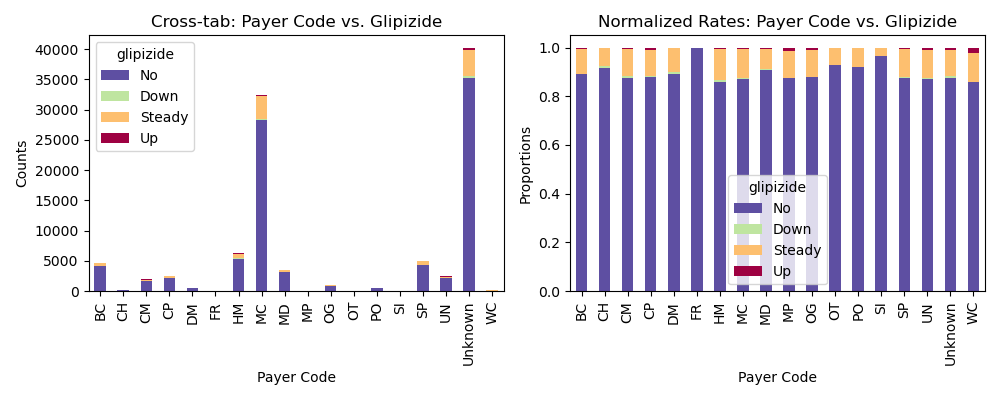 Cross-tab: Payer Code vs. Glipizide
Counts
40000
35000
30000
25000
20000
15000
10000
5000
0
glipizide
No
Down
Steady
Up
BC CH CM CP DM FR HM MC MD MP OG OT PO SI SP UN Unknown WC
Payer Code
Normalized Rates: Payer Code vs. Glipizide
Proportions
1.0
0.8
0.6
0.4
0.2
0.0
glipizide
No
Down
Steady
Up
BC CH CM CP DM FR HM MC MD MP OG OT PO SI SP UN Unknown WC
Payer Code